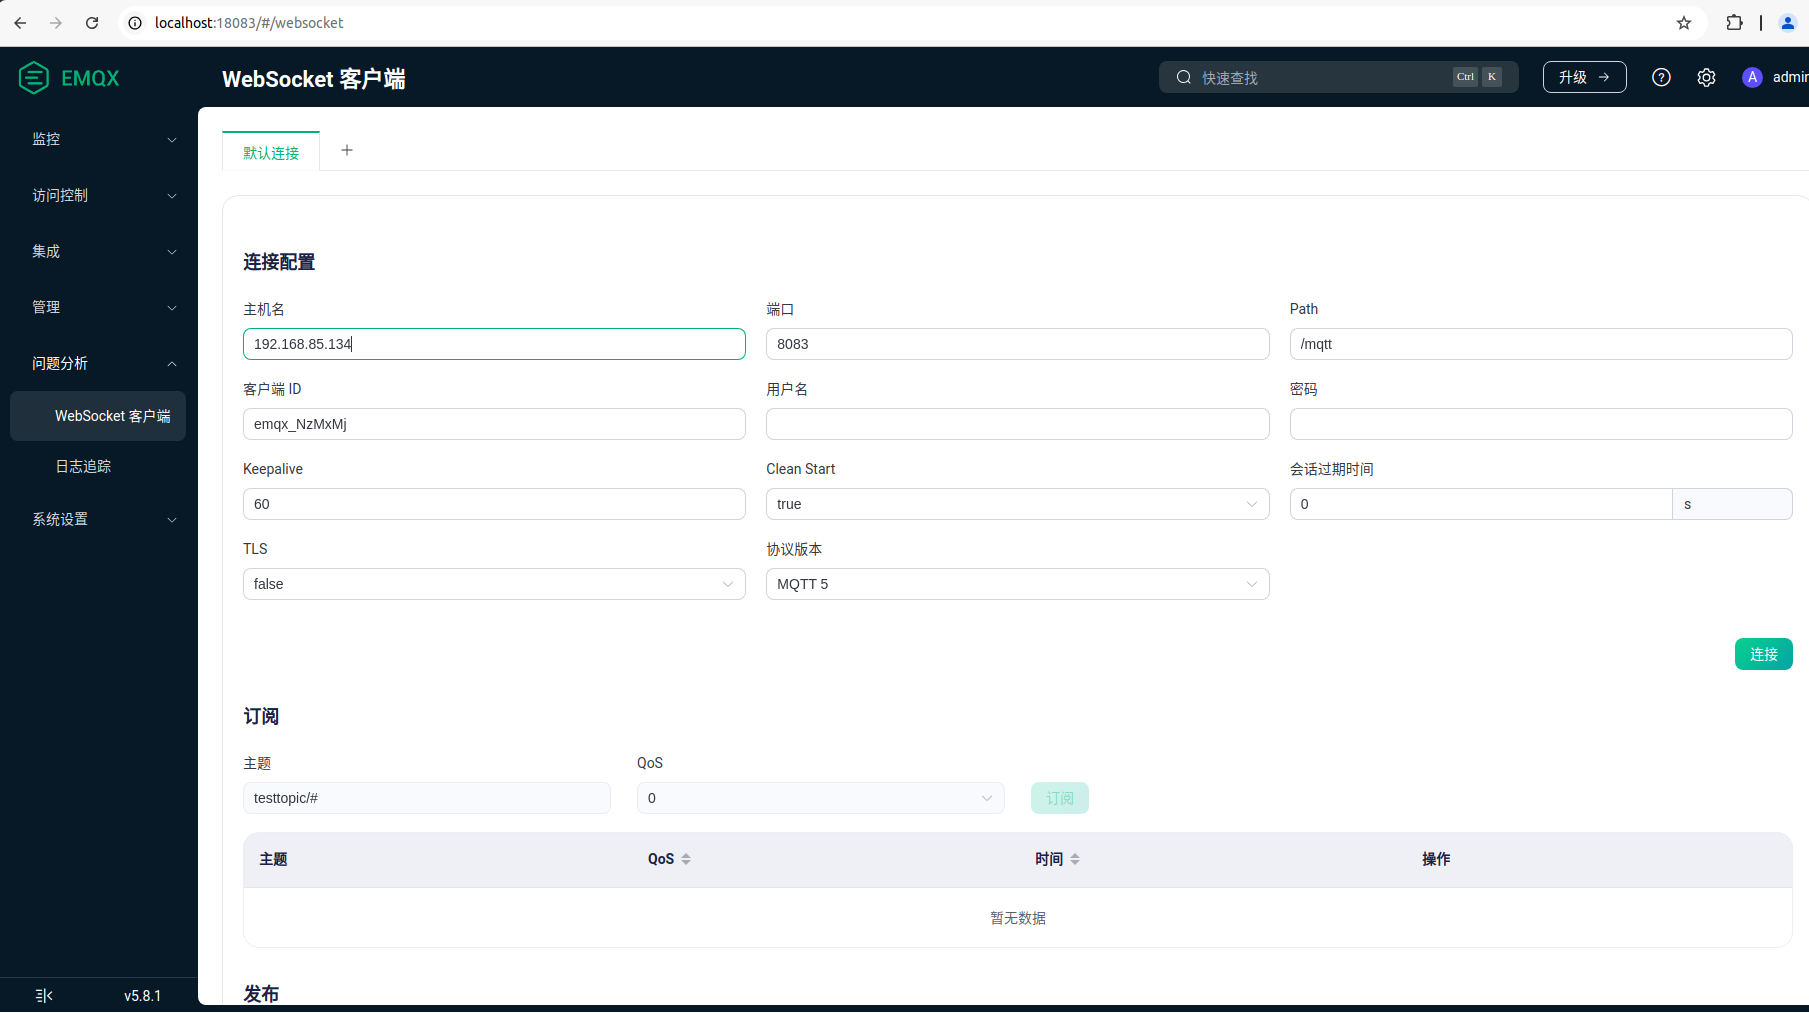 localhost:18083/#/websocket
EMQX
WebSocket 客户端
快速查找
Ctrl K
升级 →
A admin
监控
访问控制
集成
管理
问题分析
WebSocket 客户端
日志追踪
系统设置
v5.8.1
默认连接 +
连接配置
主机名 端口 Path
192.168.85.134 8083 /mqtt
客户端 ID 用户名 密码
emqx_NzMxMj
Keepalive Clean Start 会话过期时间
60 true 0 s
TLS 协议版本
false MQTT 5
连接
订阅
主题 QoS
testtopic/# 0 订阅
主题 QoS 时间 操作
暂无数据
发布